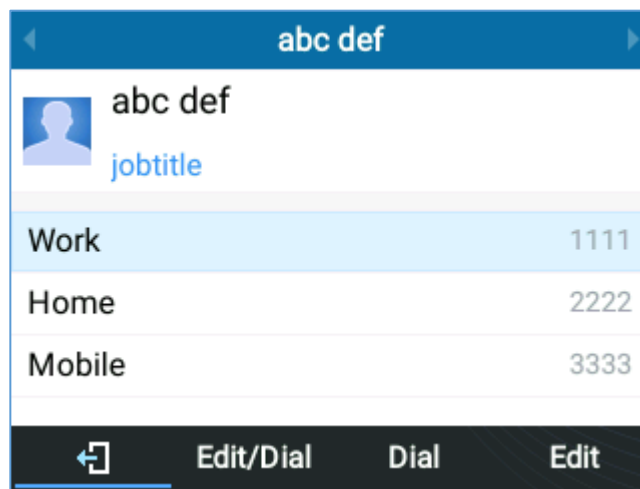 abc def
abc def
jobtitle
Work 1111
Home 2222
Mobile 3333
Edit/Dial Dial Edit